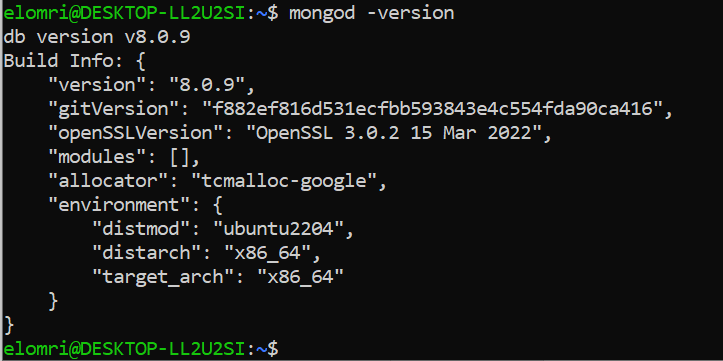 elomri@DESKTOP-LL2U2SI:~$ mongod -version
db version v8.0.9
Build Info: {
    "version": "8.0.9",
    "gitVersion": "f882ef816d531ecfbb593843e4c554fda90ca416",
    "openSSLVersion": "OpenSSL 3.0.2 15 Mar 2022",
    "modules": [],
    "allocator": "tcmalloc-google",
    "environment": {
        "distmod": "ubuntu2204",
        "distarch": "x86_64",
        "target_arch": "x86_64"
    }
}
elomri@DESKTOP-LL2U2SI:~$